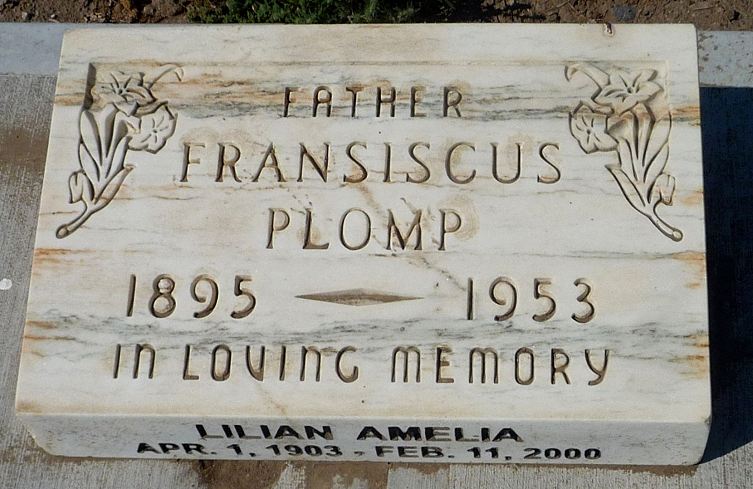 FATHER
FRANSISCUS
PLOMP
1895 1953
In LOVING MEMORY
LILIAN AMELIA
APR. 1, 1903 - FEB. 11, 2000